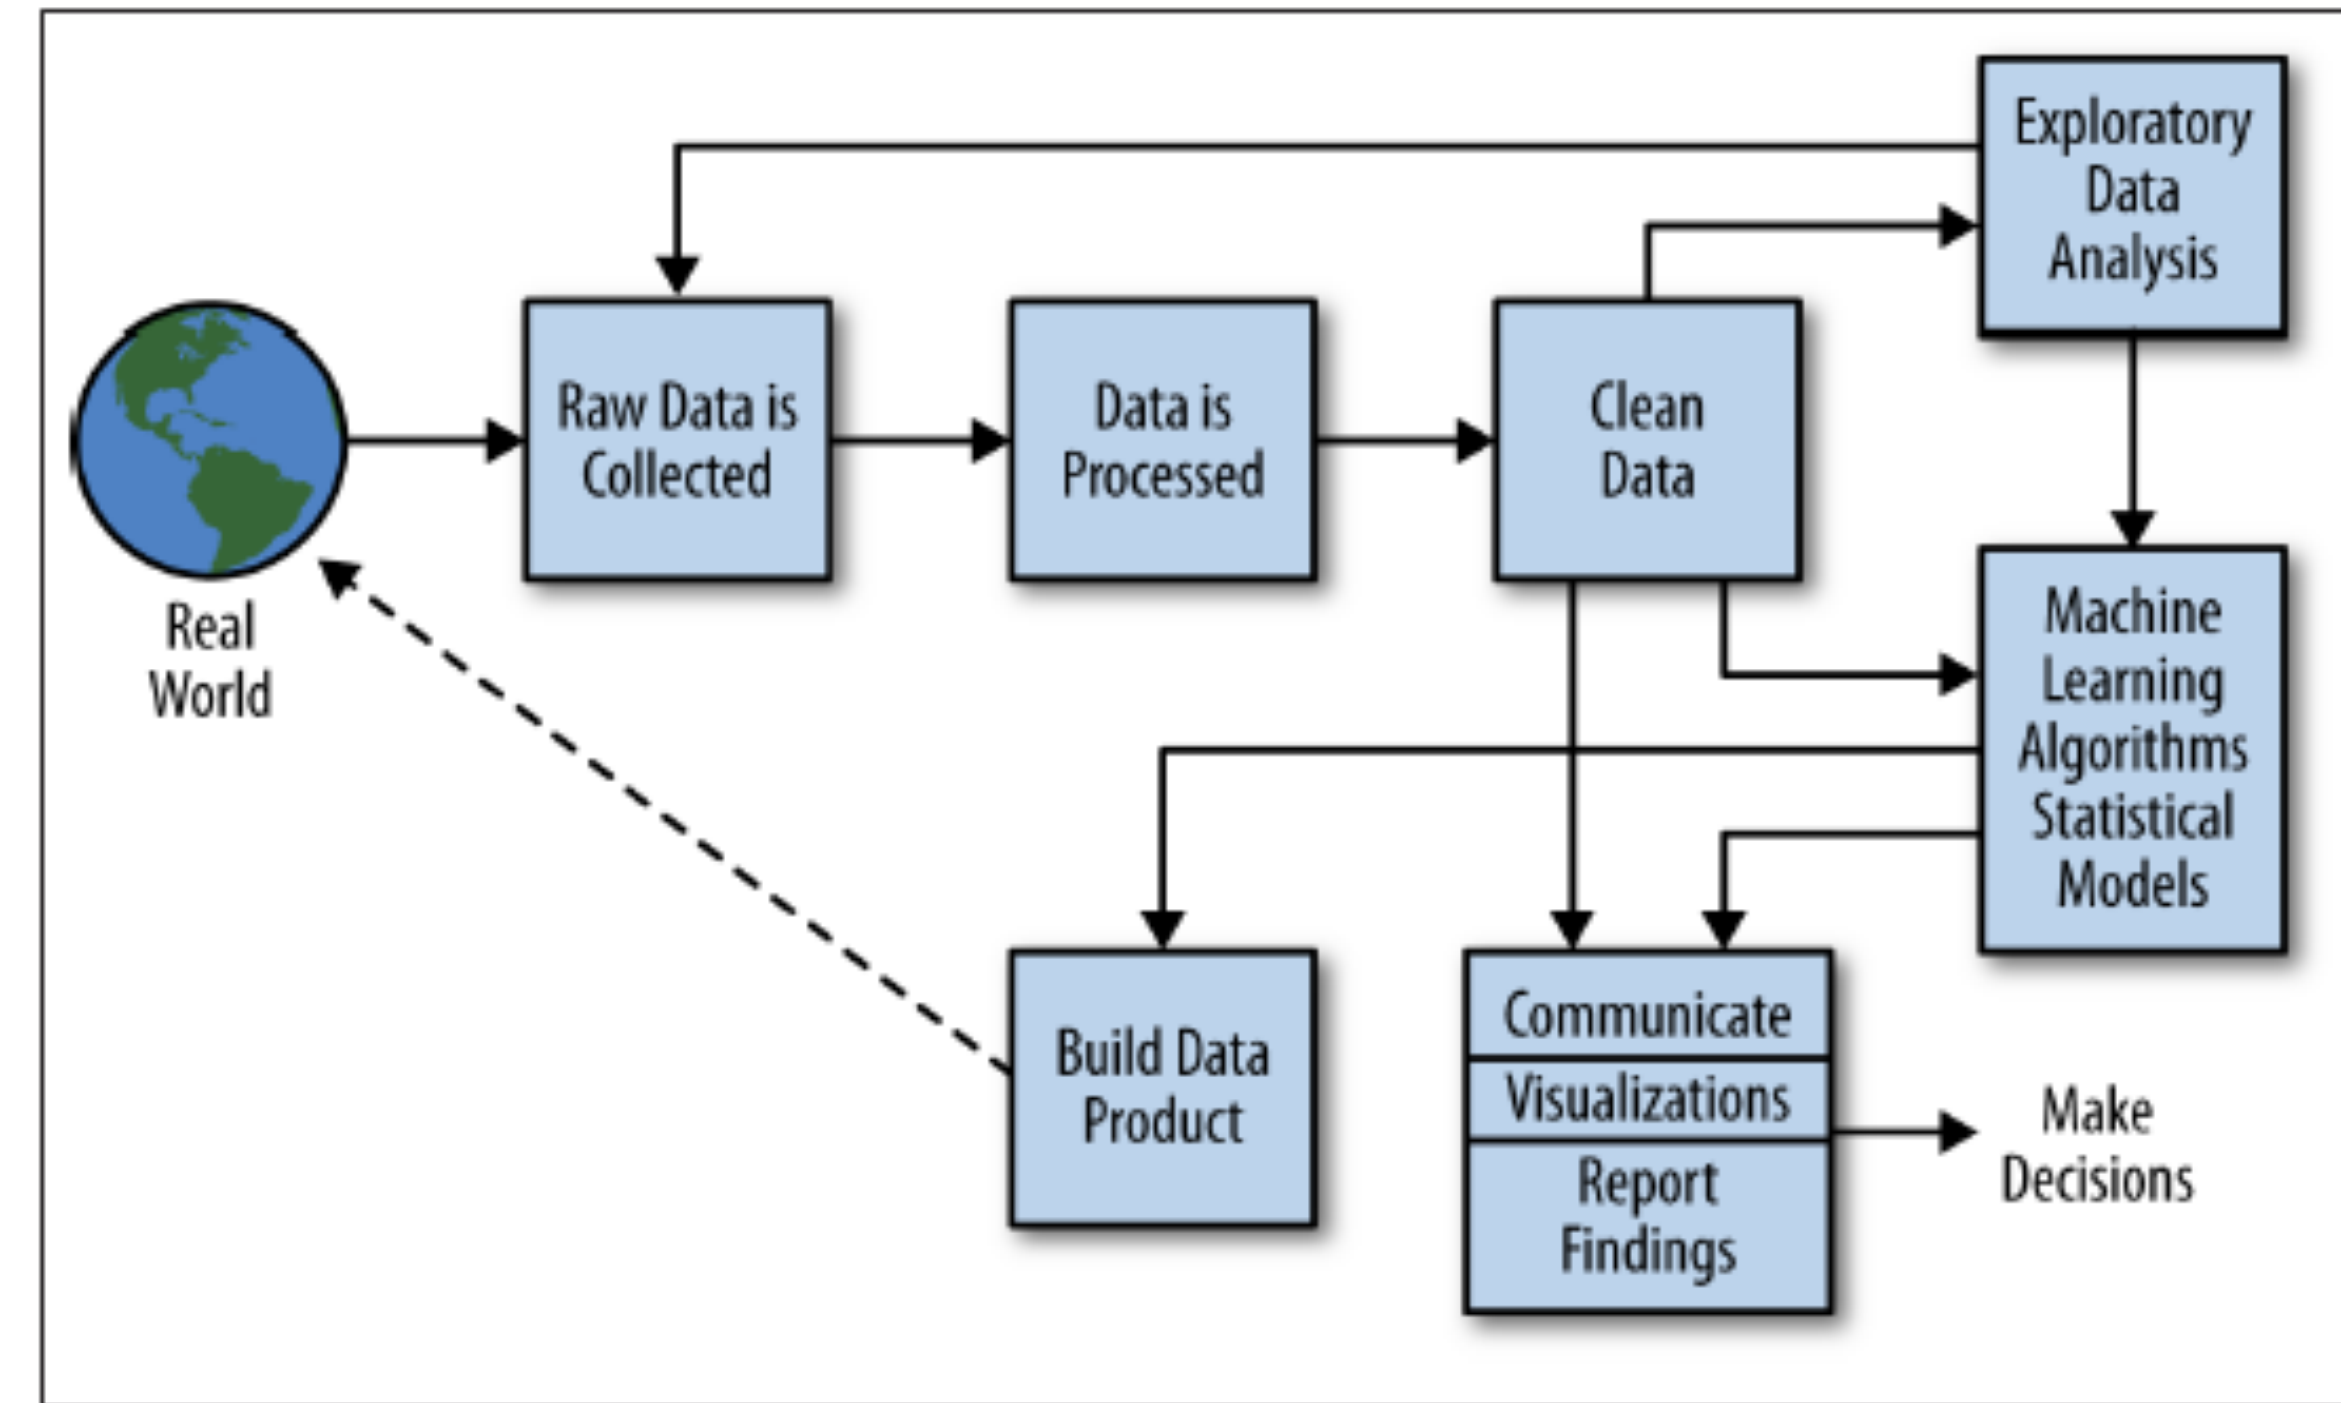 Exploratory
Data
Analysis
Raw Data is
Collected
Data is
Processed
Clean
Data
Real
World
Machine
Learning
Algorithms
Statistical
Models
Build Data
Product
Communicate
Visualizations
Report
Findings
Make
Decisions